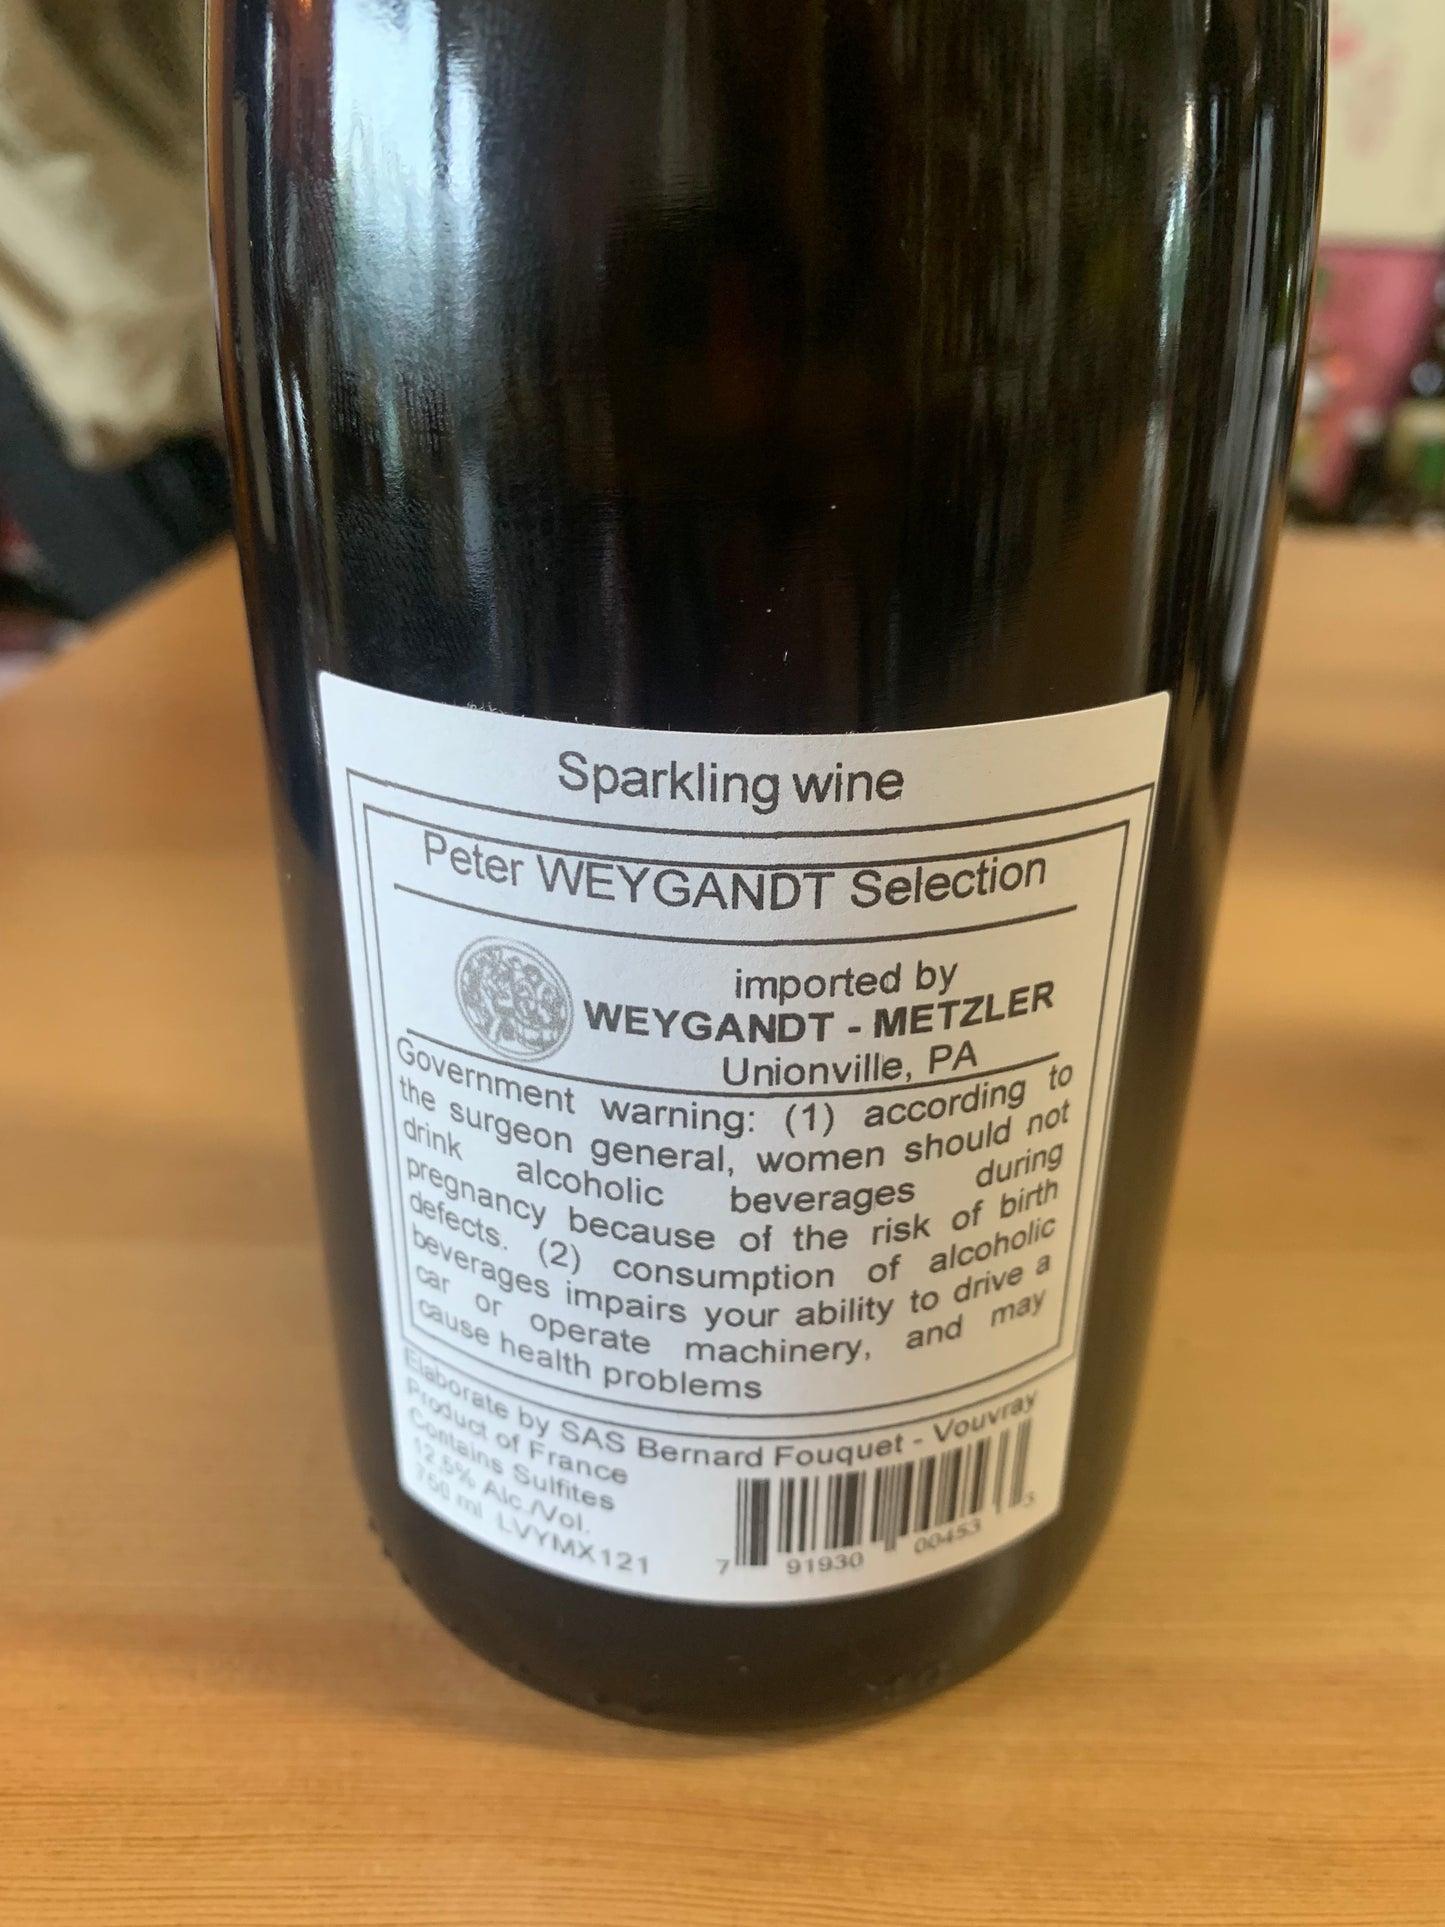 Sparkling wine
Peter WEYGANDT Selection
imported by
WEYGANDT - METZLER
Unionville, PA
Government warning: (1) according to
the surgeon general, women should not
drink alcoholic beverages during
pregnancy because of the risk of birth
defects. (2) consumption of alcoholic
beverages impairs your ability to drive a
car or operate machinery, and may
cause health problems
Elaborate by SAS Bernard Fouquet - Vouvray
Product of France
Contains Sulfites
12,5% Alc./Vol.
750 ml LVYMX121
7 91930 00453 3